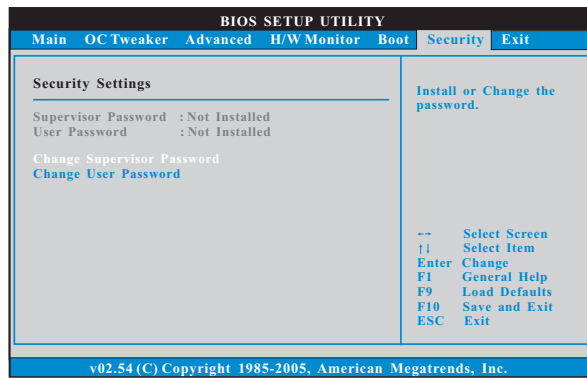 BIOS SETUP UTILITY
Main OC Tweaker Advanced H/W Monitor Boot Security Exit
Security Settings
Supervisor Password : Not Installed
User Password : Not Installed
Change Supervisor Password
Change User Password
Install or Change the
password.
←→ Select Screen
↑↓ Select Item
Enter Change
F1 General Help
F9 Load Defaults
F10 Save and Exit
ESC Exit
v02.54 (C) Copyright 1985-2005, American Megatrends, Inc.